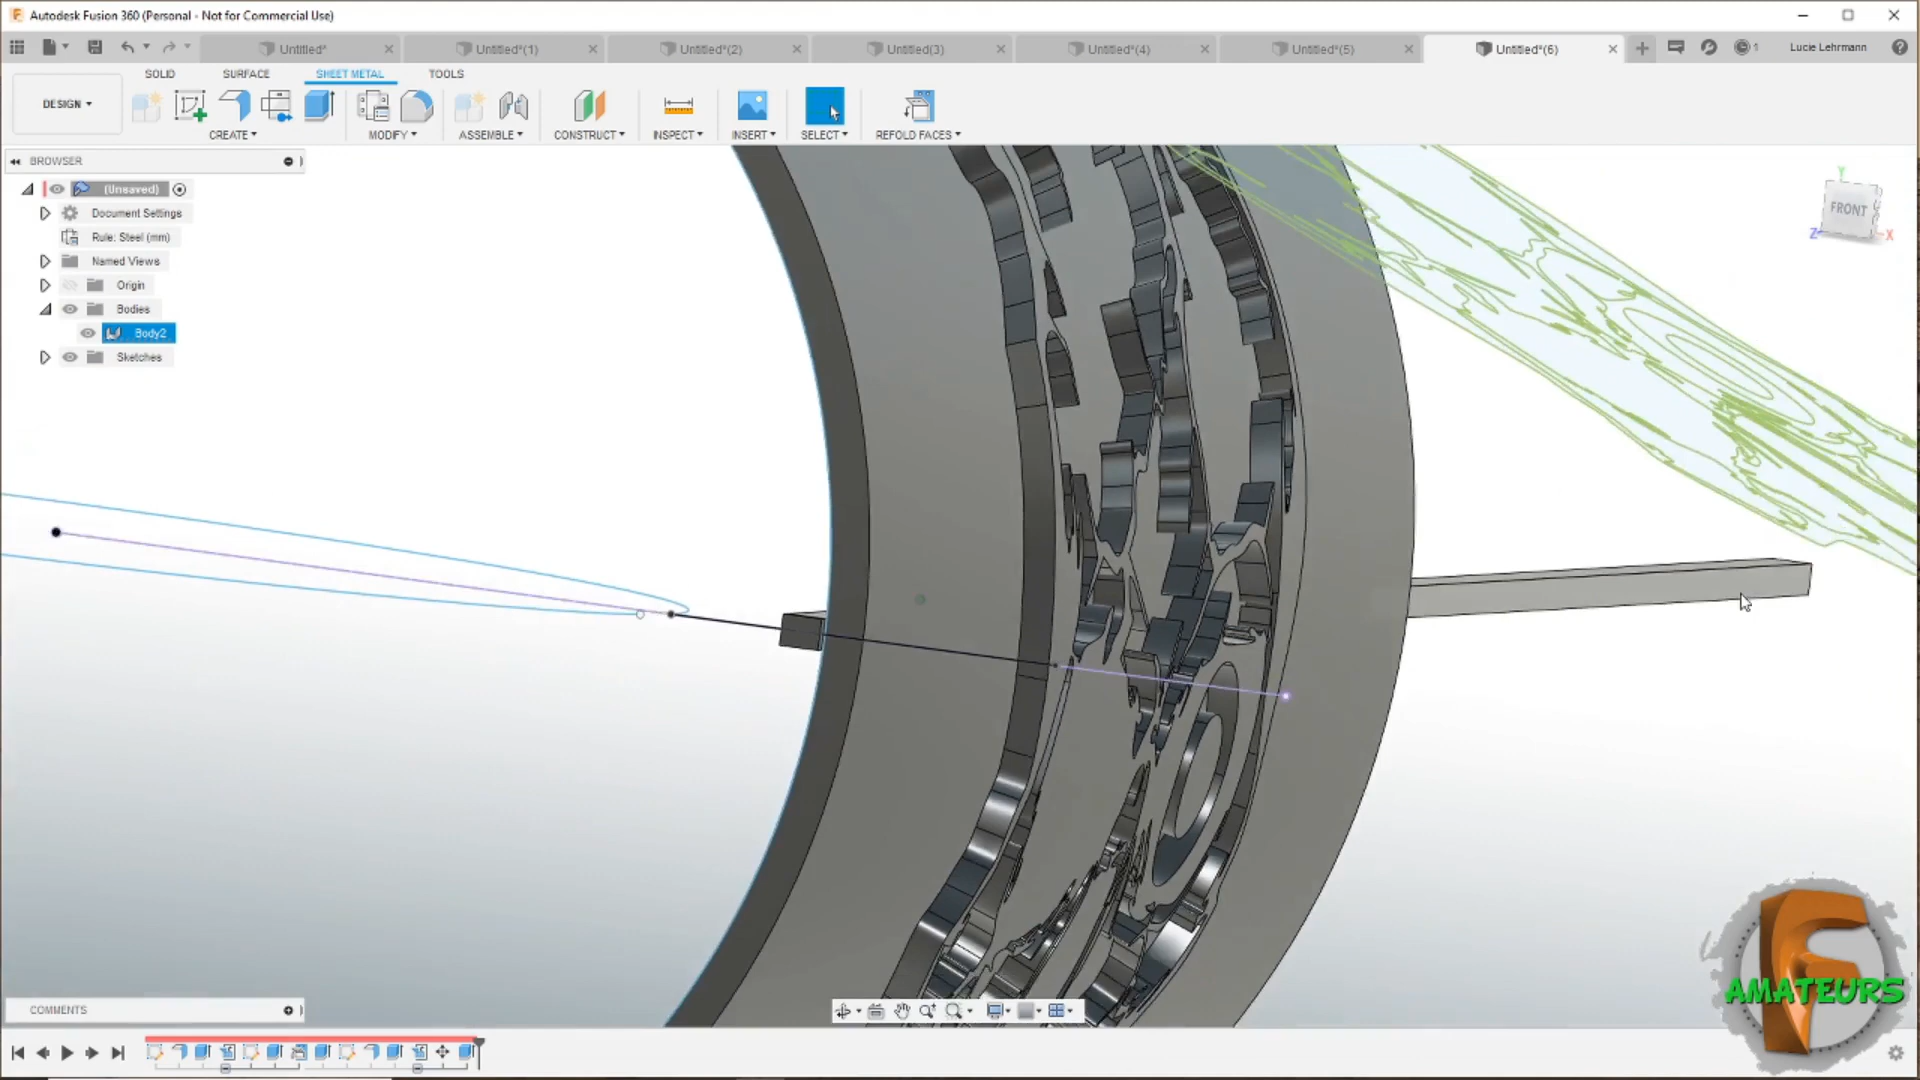 Autodesk Fusion 360 (Personal - Not for Commercial Use)
Untitled* Untitled*(1) Untitled*(2) Untitled(3) Untitled*(4) Untitled*(5) Untitled*(6) 1 Lucie Lehrmann
SOLID SURFACE SHEET METAL TOOLS
DESIGN
CREATE MODIFY ASSEMBLE CONSTRUCT INSPECT INSERT SELECT REFOLD FACES
BROWSER
(Unsaved)
Document Settings
Rule: Steel (mm)
Named Views
Origin
Bodies
Body2
Sketches
Y
FRONT
Z X
COMMENTS
AMATEURS